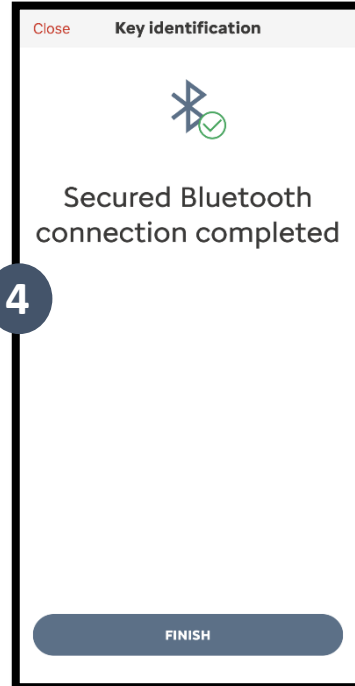 Close Key identification
Secured Bluetooth
connection completed
4
FINISH